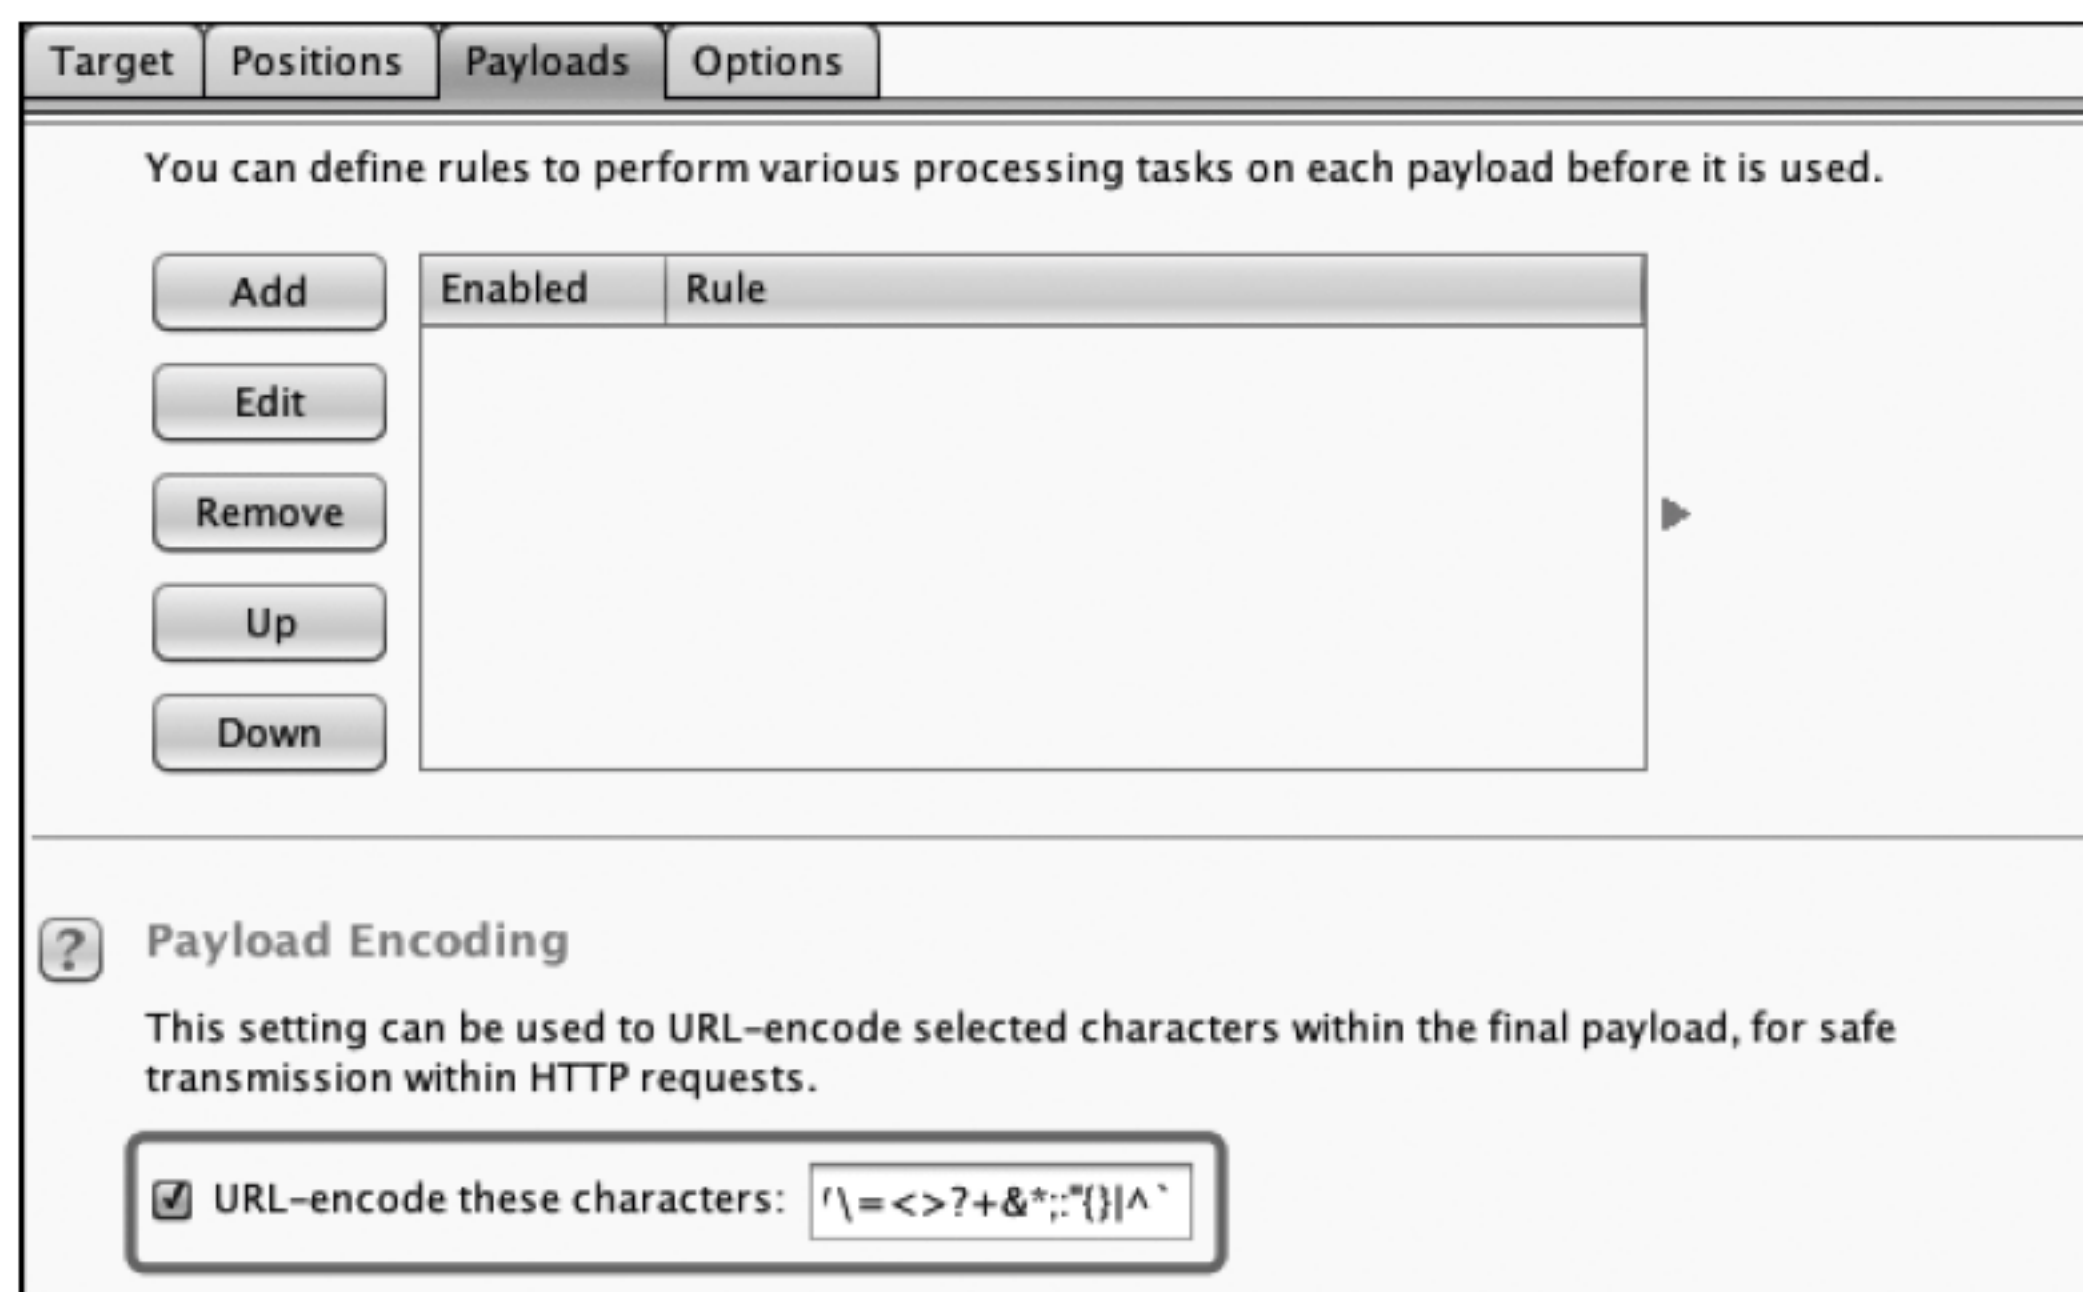 Target Positions Payloads Options
You can define rules to perform various processing tasks on each payload before it is used.
Add Enabled Rule
Edit
Remove
Up
Down
? Payload Encoding
This setting can be used to URL-encode selected characters within the final payload, for safe
transmission within HTTP requests.
URL-encode these characters: \=<>?+&*;:"{}|^`